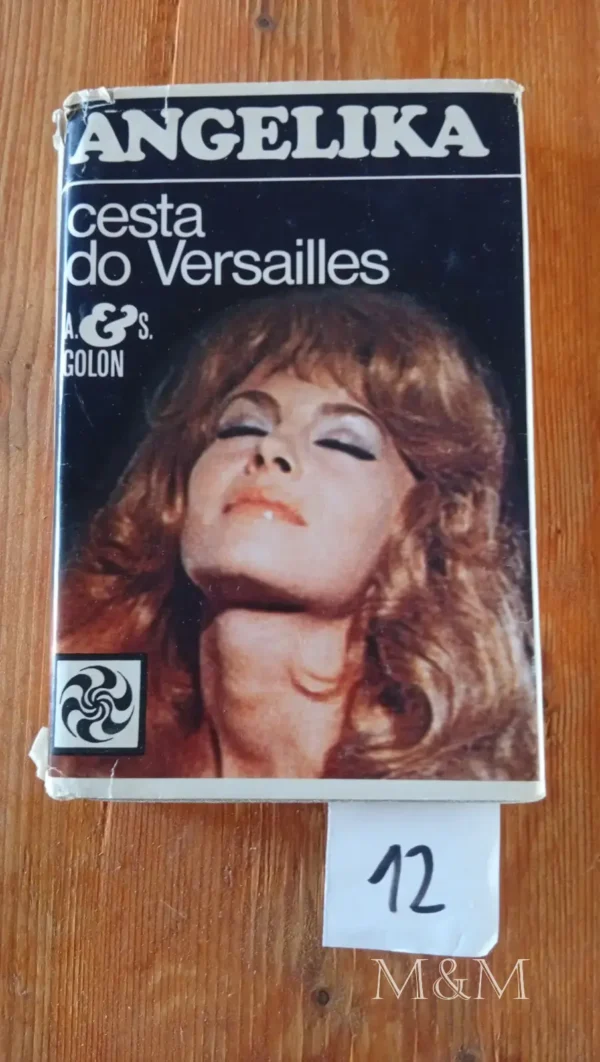 ANGELIKA
cesta
do Versailles
A. & S.
GOLON
12
M&M